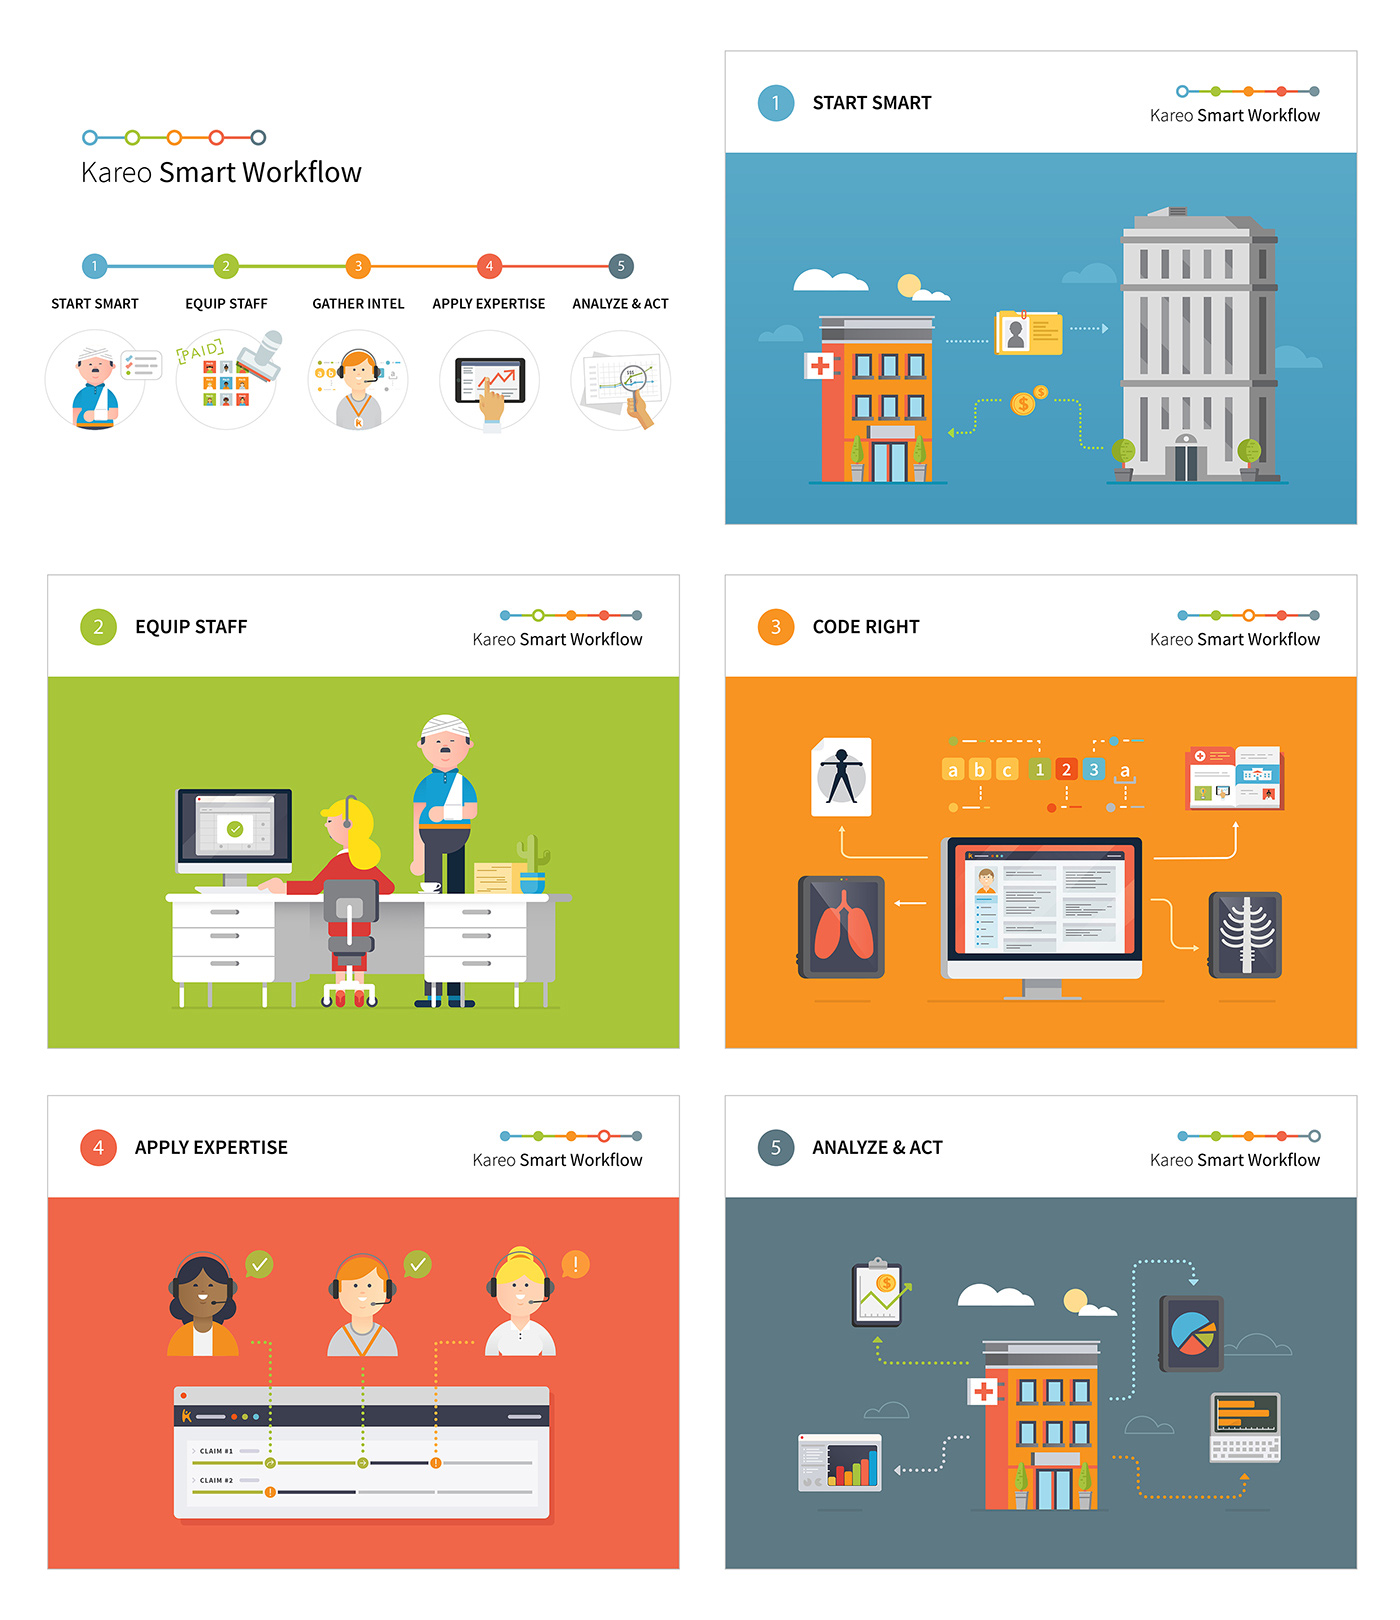 Kareo Smart Workflow
1 2 3 4 5
START SMART EQUIP STAFF GATHER INTEL APPLY EXPERTISE ANALYZE & ACT
PAID
a b a
K
1 START SMART
Kareo Smart Workflow
$ $
2 EQUIP STAFF
Kareo Smart Workflow
3 CODE RIGHT
Kareo Smart Workflow
a b c 1 2 3 a
K
4 APPLY EXPERTISE
Kareo Smart Workflow
!
K
CLAIM #1
!
CLAIM #2
!
5 ANALYZE & ACT
Kareo Smart Workflow
$